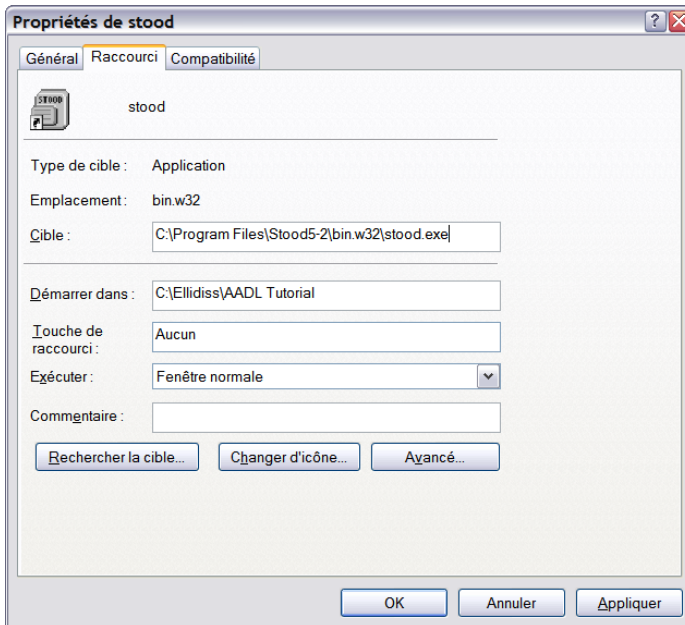 Propriétés de stood
Général Raccourci Compatibilité
STOOD
stood
Type de cible : Application
Emplacement : bin.w32
Cible : C:\Program Files\Stood5-2\bin.w32\stood.exe
Démarrer dans : C:\Ellidiss\AADL Tutorial
Touche de raccourci : Aucun
Exécuter : Fenêtre normale
Commentaire :
Rechercher la cible... Changer d'icône... Avancé...
OK Annuler Appliquer